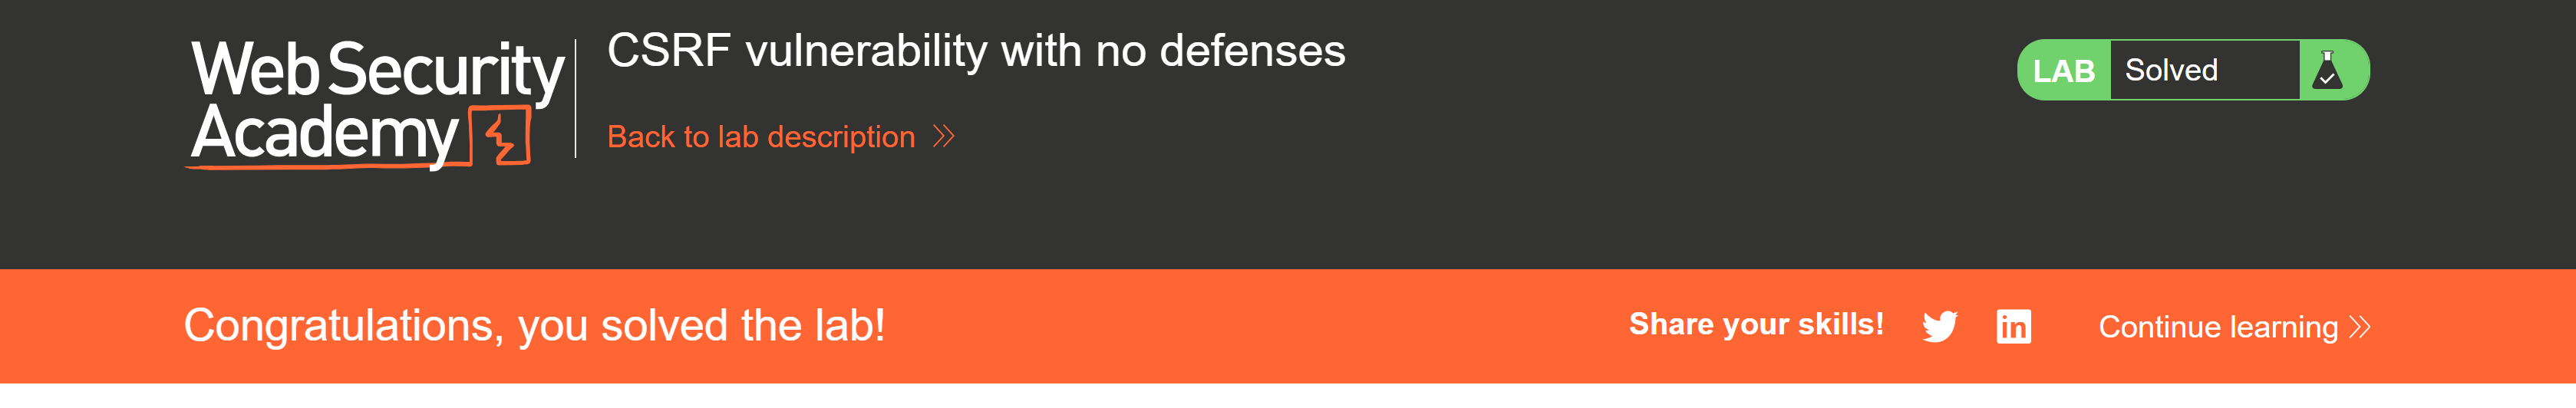 Web Security
Academy
CSRF vulnerability with no defenses
Back to lab description
LAB Solved
Congratulations, you solved the lab!
Share your skills! in Continue learning